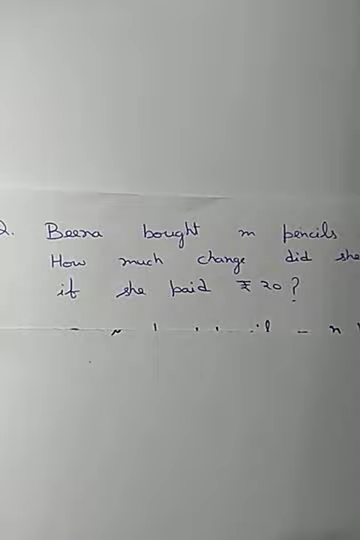 2. Beena bought m pencils
How much change did she
if she paid ₹20?